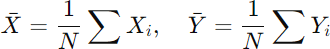 X̄ = 1/N ∑ Xᵢ, Ȳ = 1/N ∑ Yᵢ